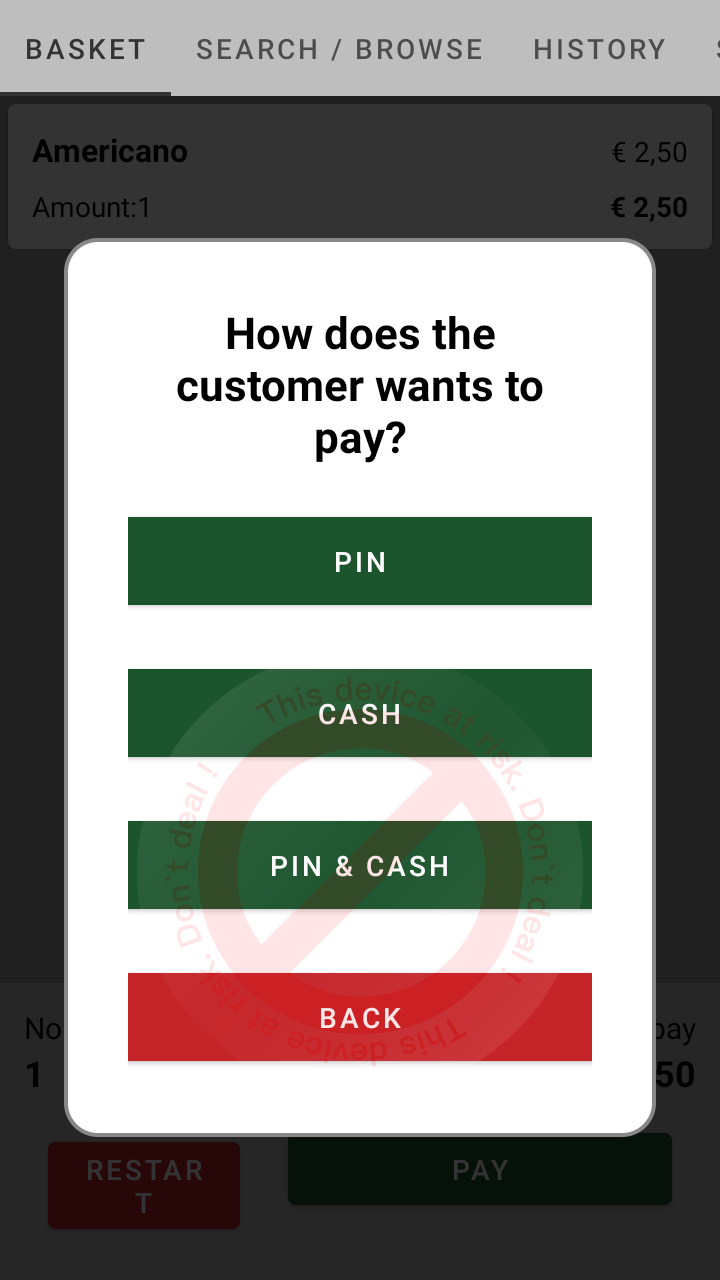 BASKET SEARCH / BROWSE HISTORY
Americano € 2,50
Amount:1 € 2,50
How does the
customer wants to
pay?
PIN
CASH
PIN & CASH
BACK
This device at risk. Don`t deal !
This device at risk. Don`t deal !
No pay
1 50
RESTAR
T
PAY